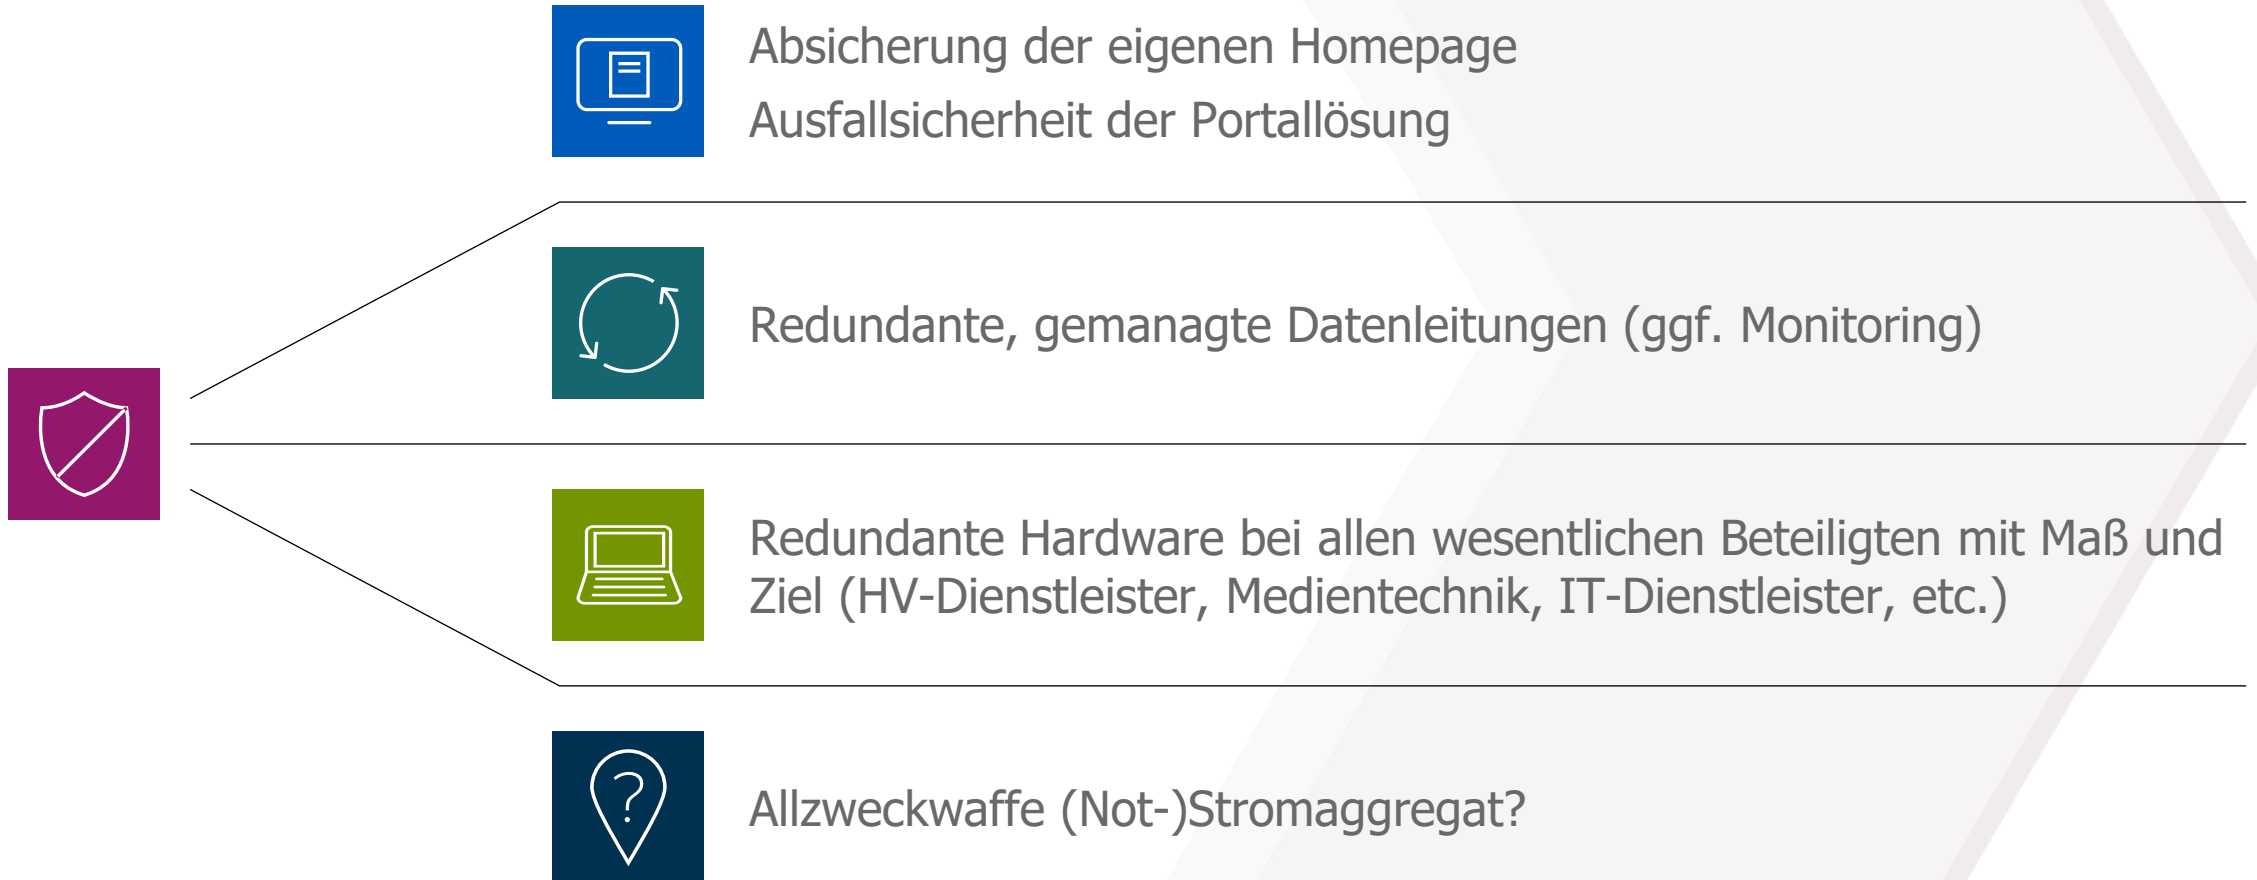 Absicherung der eigenen Homepage
Ausfallsicherheit der Portallösung
Redundante, gemanagte Datenleitungen (ggf. Monitoring)
Redundante Hardware bei allen wesentlichen Beteiligten mit Maß und
Ziel (HV-Dienstleister, Medientechnik, IT-Dienstleister, etc.)
?
Allzweckwaffe (Not-)Stromaggregat?